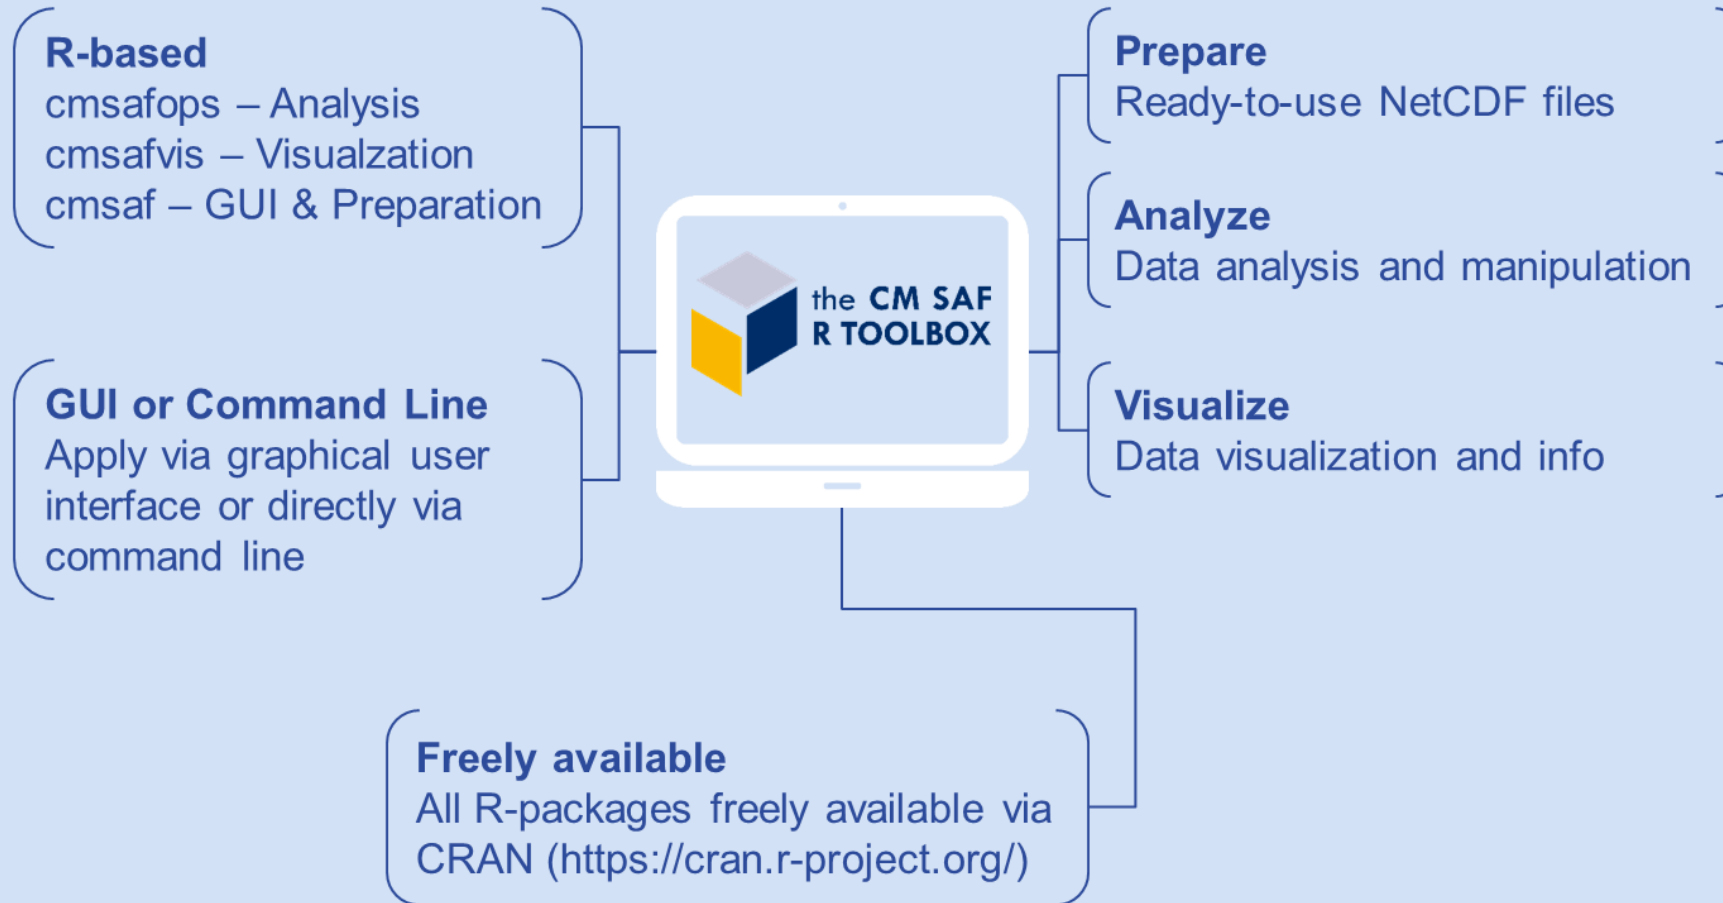 R-based
cmsafops – Analysis
cmsafvis – Visualzation
cmsaf – GUI & Preparation
GUI or Command Line
Apply via graphical user
interface or directly via
command line
the CM SAF
R TOOLBOX
Prepare
Ready-to-use NetCDF files
Analyze
Data analysis and manipulation
Visualize
Data visualization and info
Freely available
All R-packages freely available via
CRAN (https://cran.r-project.org/)